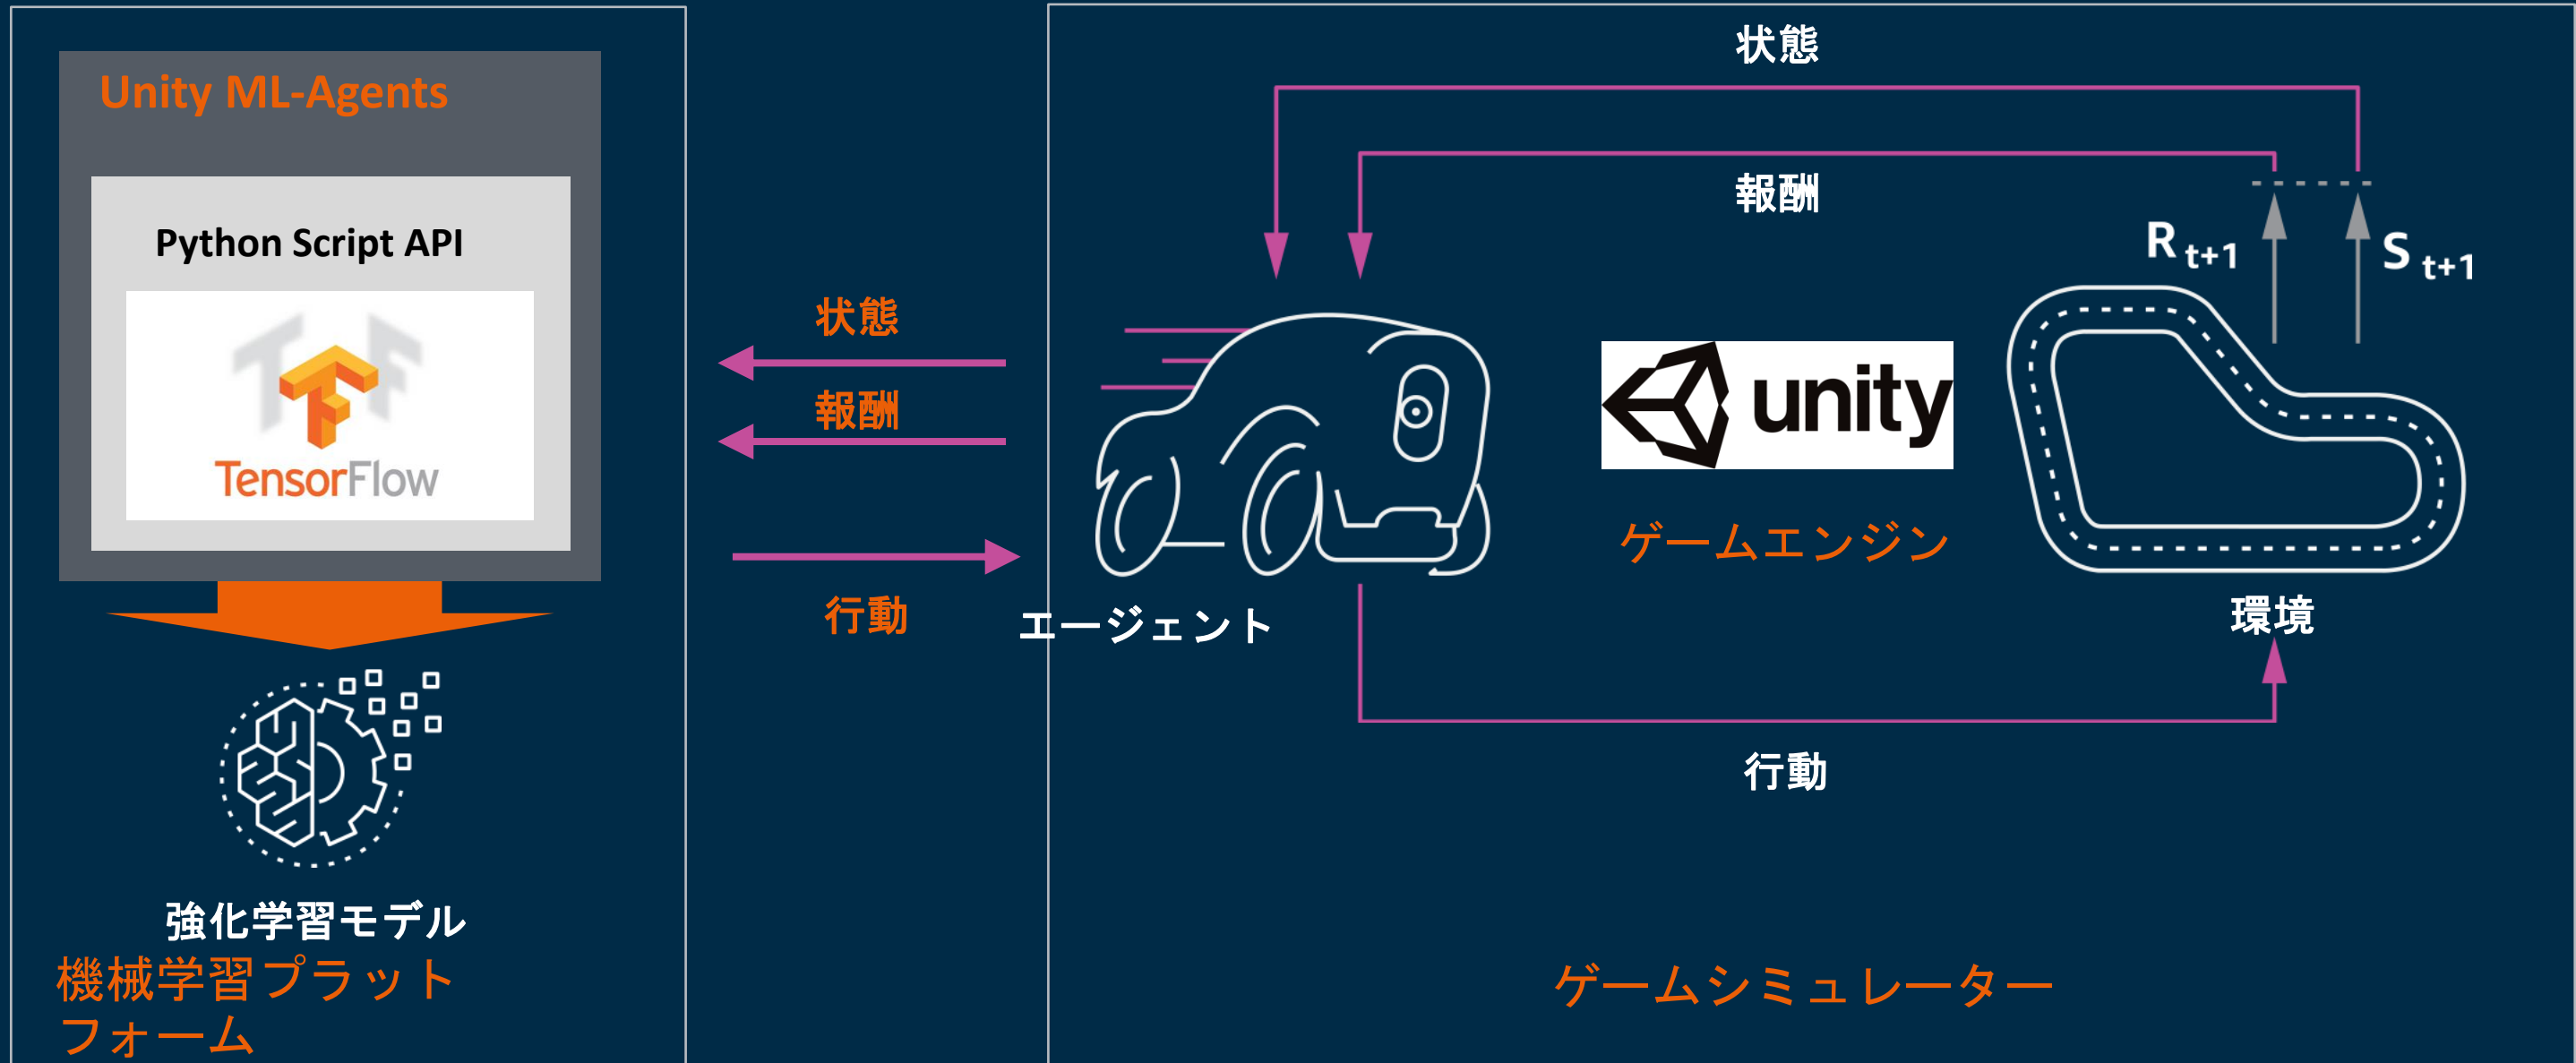 Unity ML-Agents
Python Script API
TensorFlow
強化学習モデル
機械学習プラット
フォーム
状態
報酬
行動
状態
報酬
R t+1
S t+1
unity
ゲームエンジン
エージェント
環境
行動
ゲームシミュレーター